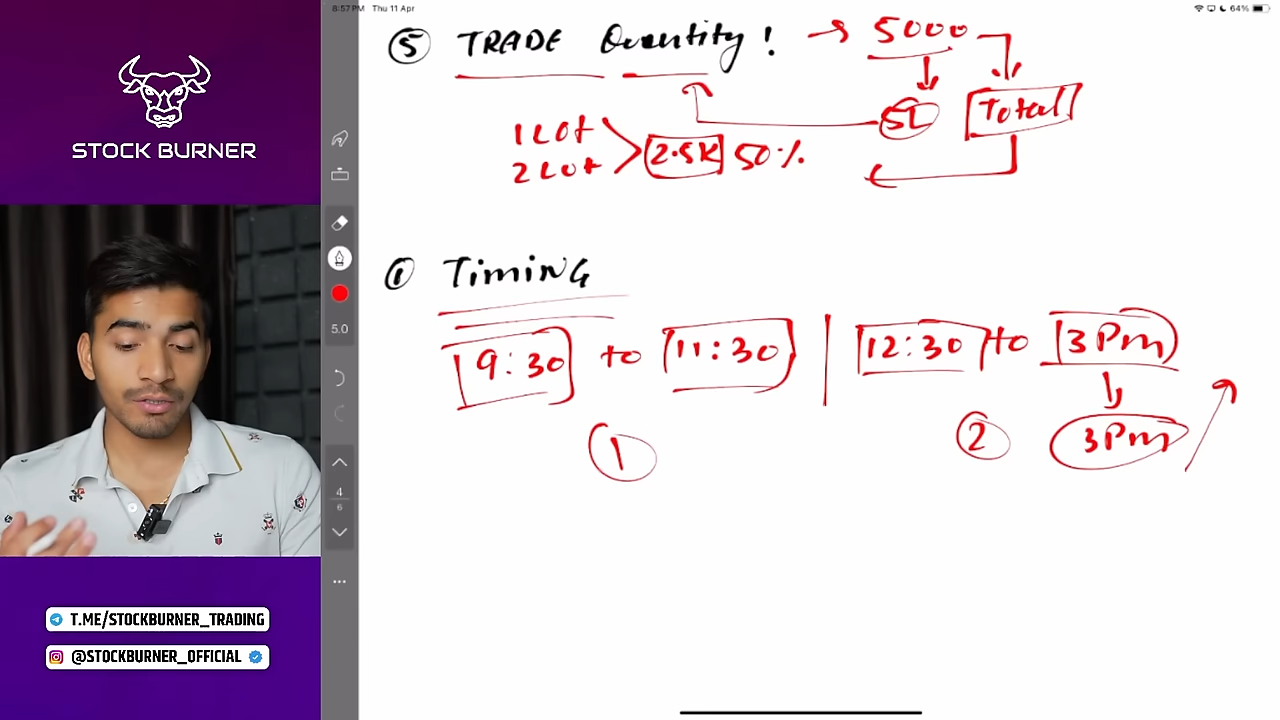 8:57 PM Thu 11 Apr
64%
STOCK BURNER
⑤ TRADE Quantity! → 5000
SL Total
1 LOt
2 LOt
2.5K 50%
① TimiNG
9:30 to 11:30 | 12:30 to 3Pm
① ② 3Pm
5.0
4
6
T.ME/STOCKBURNER_TRADING
@STOCKBURNER_OFFICIAL